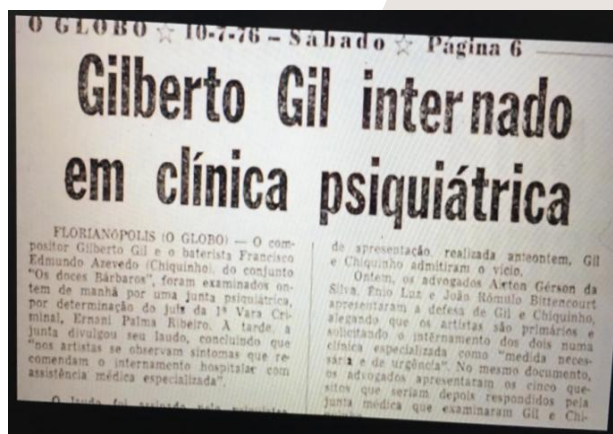 O GLOBO ☆ 10-7-76 — Sábado ☆ Página 6
Gilberto Gil internado
em clínica psiquiátrica
FLORIANÓPOLIS (O GLOBO) — O com-
positor Gilberto Gil e o baterista Francisco
Edmundo Azevedo (Chiquinho), do conjunto
"Os doces Bárbaros", foram examinados on-
tem de manhã por uma junta psiquiátrica,
por determinação do juiz da 1ª Vara Cri-
minal, Ernani Palma Ribeiro. A tarde, a
junta divulgou seu laudo, concluindo que
"nos artistas se observam sintomas que re-
comendam o internamento hospitalar com
assistência médica especializada".
O laudo foi assinado pelo psiquiatra
de apresentação, realizada anteontem, Gil
e Chiquinho admitiram o vício.
Ontem, os advogados Airton Gérson da
Silva, Ênio Luz e João Rômulo Bittencourt
apresentaram a defesa de Gil e Chiquinho,
alegando que os artistas são primários e
solicitando o internamento dos dois numa
clínica especializada como "medida neces-
sária e de urgência". No mesmo documento,
os advogados apresentaram os cinco que-
sitos que seriam depois respondidos pela
junta médica que examinaram Gil e Chi-